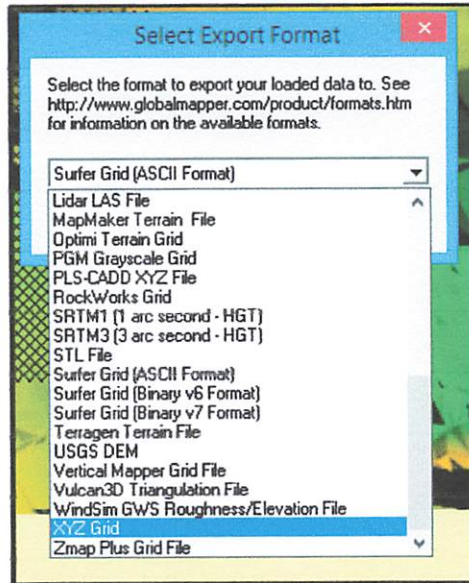 Select Export Format
×
Select the format to export your loaded data to. See
http://www.globalmapper.com/product/formats.htm
for information on the available formats.
Surfer Grid (ASCII Format)
Lidar LAS File
MapMaker Terrain File
Optimi Terrain Grid
PGM Grayscale Grid
PLS-CADD XYZ File
RockWorks Grid
SRTM1 (1 arc second - HGT)
SRTM3 (3 arc second - HGT)
STL File
Surfer Grid (ASCII Format)
Surfer Grid (Binary v6 Format)
Surfer Grid (Binary v7 Format)
Terragen Terrain File
USGS DEM
Vertical Mapper Grid File
Vulcan3D Triangulation File
WindSim GWS Roughness/Elevation File
XYZ Grid
Zmap Plus Grid File